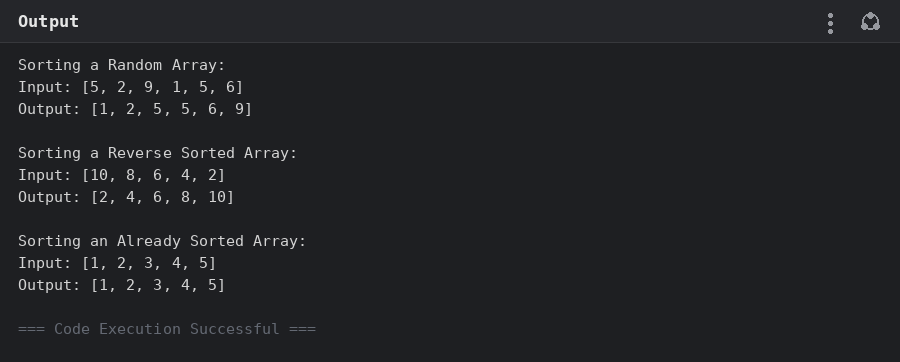 Output
Sorting a Random Array:
Input: [5, 2, 9, 1, 5, 6]
Output: [1, 2, 5, 5, 6, 9]
Sorting a Reverse Sorted Array:
Input: [10, 8, 6, 4, 2]
Output: [2, 4, 6, 8, 10]
Sorting an Already Sorted Array:
Input: [1, 2, 3, 4, 5]
Output: [1, 2, 3, 4, 5]
=== Code Execution Successful ===